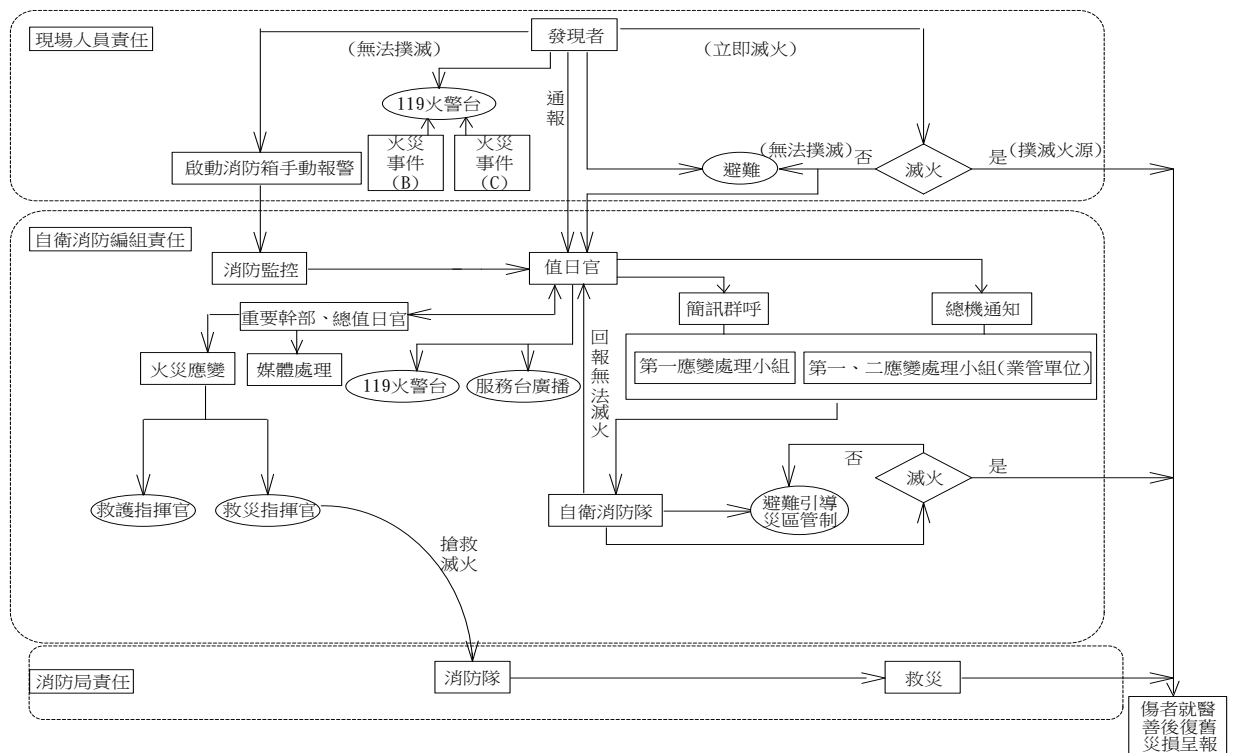 現場人員責任
發現者
(無法撲滅)
(立即滅火)
119火警台
通報
火災
事件
(B)
火災
事件
(C)
啟動消防箱手動報警
避難
(無法撲滅)
否
滅火
是
(撲滅火源)
自衛消防編組責任
消防監控
值日官
簡訊群呼
總機通知
重要幹部、總值日官
火災應變
媒體處理
119火警台
服務台廣播
回報無法滅火
第一應變處理小組
第一、二應變處理小組(業管單位)
否
滅火
是
救護指揮官
救災指揮官
自衛消防隊
避難引導
災區管制
搶救
滅火
消防局責任
消防隊
救災
傷者就醫
善後復舊
災損呈報